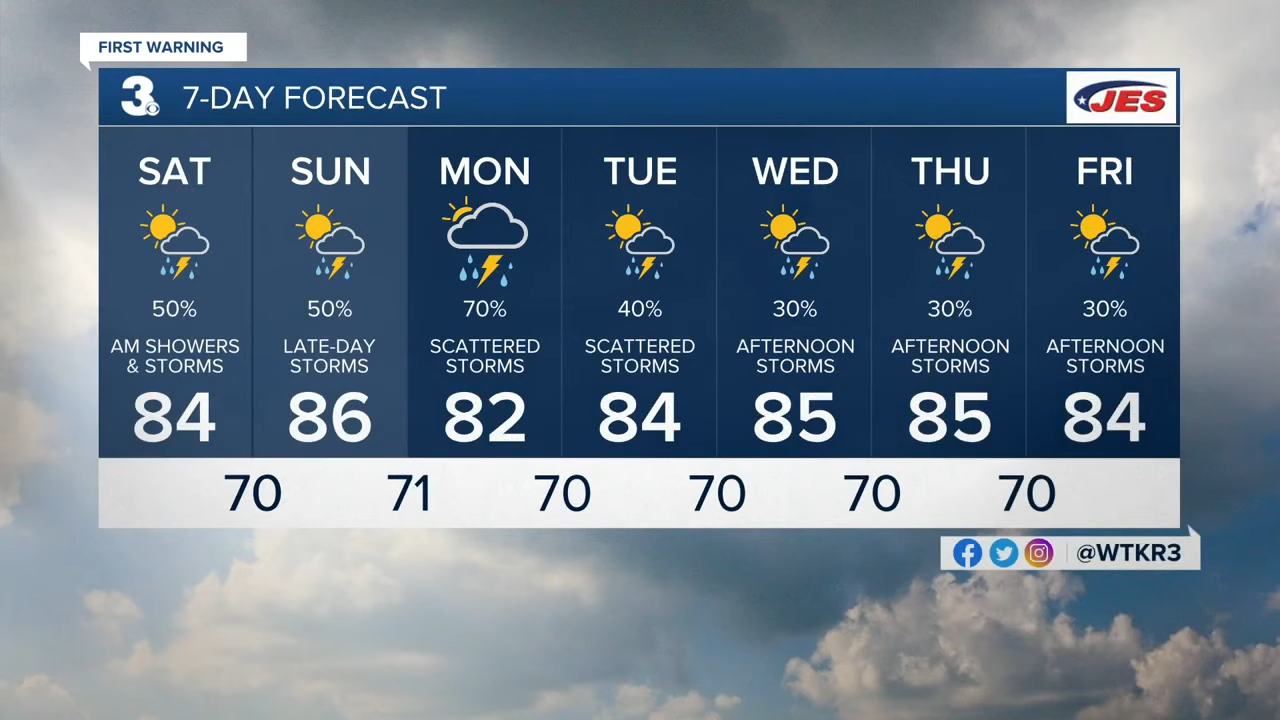 FIRST WARNING
3 7-DAY FORECAST
JES
SAT SUN MON TUE WED THU FRI
50% 50% 70% 40% 30% 30% 30%
AM SHOWERS LATE-DAY SCATTERED SCATTERED AFTERNOON AFTERNOON AFTERNOON
& STORMS STORMS STORMS STORMS STORMS STORMS STORMS
84 86 82 84 85 85 84
70 71 70 70 70 70
@WTKR3